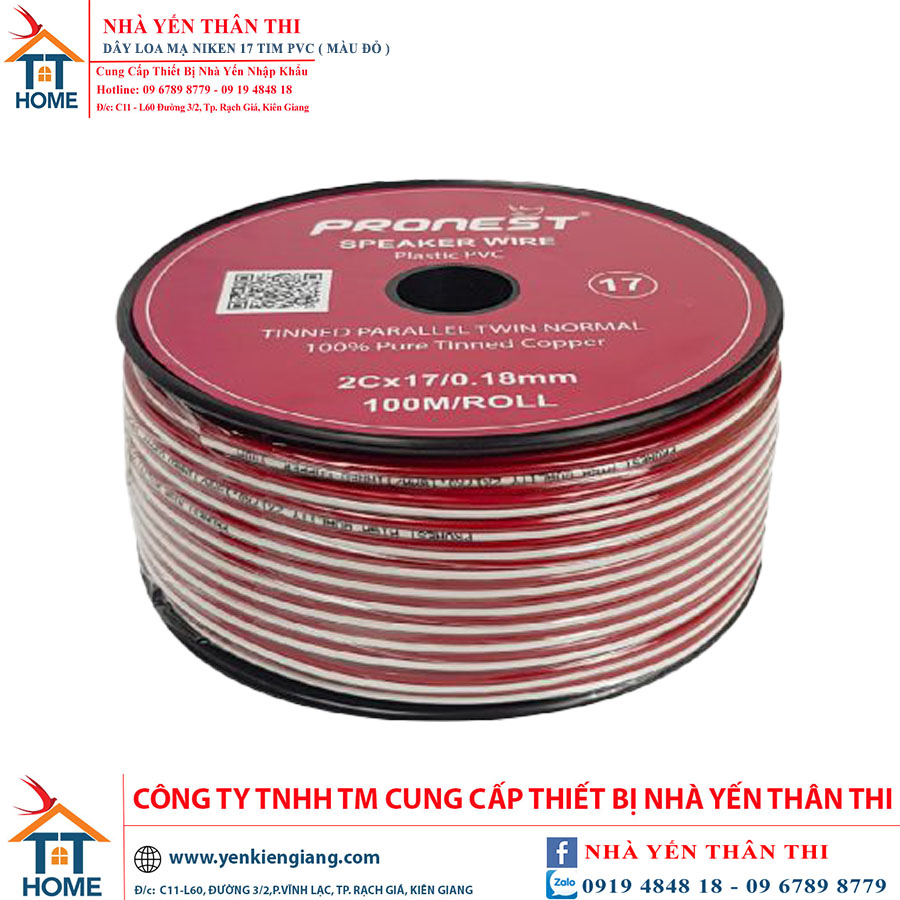 TT
HOME
NHÀ YẾN THÂN THI
DÂY LOA MẠ NIKEN 17 TIM PVC ( MÀU ĐỎ )
Cung Cấp Thiết Bị Nhà Yến Nhập Khẩu
Hotline: 09 6789 8779 - 09 19 4848 18
Đ/c: C11 - L60 Đường 3/2, Tp. Rạch Giá, Kiên Giang
PRONEST®
SPEAKER WIRE
Plastic PVC
17
TINNED PARALLEL TWIN NORMAL
100% Pure Tinned Copper
2Cx17/0.18mm
100M/ROLL
TT
HOME
CÔNG TY TNHH TM CUNG CẤP THIẾT BỊ NHÀ YẾN THÂN THI
www.yenkiengiang.com
Đ/c: C11-L60, ĐƯỜNG 3/2,P.VĨNH LẠC, TP. RẠCH GIÁ, KIÊN GIANG
f NHÀ YẾN THÂN THI
Zalo 0919 4848 18 - 09 6789 8779